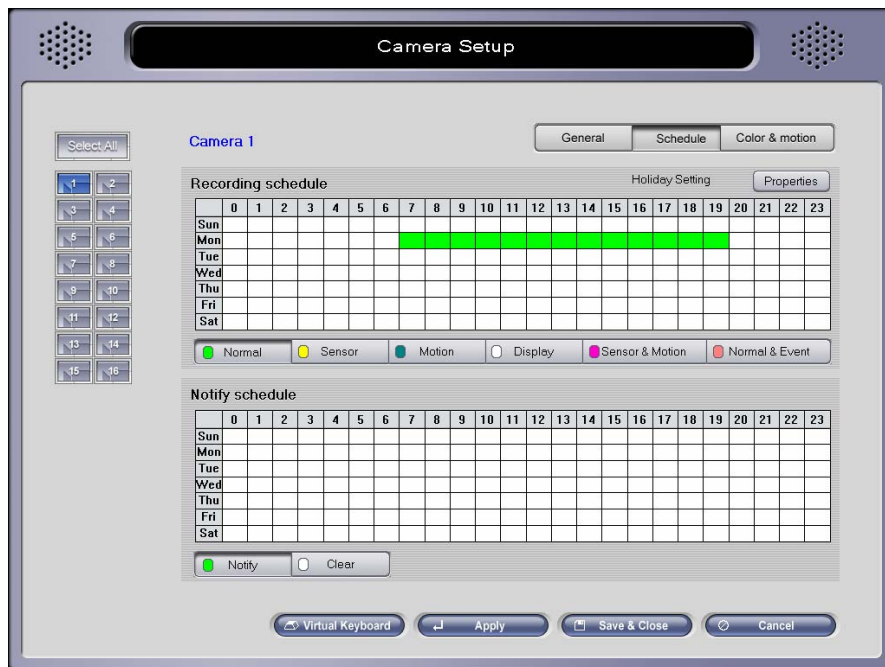 Camera Setup
Select All
1 2
3 4
5 6
7 8
9 10
11 12
13 14
15 16
Camera 1
General Schedule Color & motion
Recording schedule Holiday Setting Properties
0 1 2 3 4 5 6 7 8 9 10 11 12 13 14 15 16 17 18 19 20 21 22 23
Sun
Mon
Tue
Wed
Thu
Fri
Sat
Normal Sensor Motion Display Sensor & Motion Normal & Event
Notify schedule
0 1 2 3 4 5 6 7 8 9 10 11 12 13 14 15 16 17 18 19 20 21 22 23
Sun
Mon
Tue
Wed
Thu
Fri
Sat
Notify Clear
Virtual Keyboard Apply Save & Close Cancel